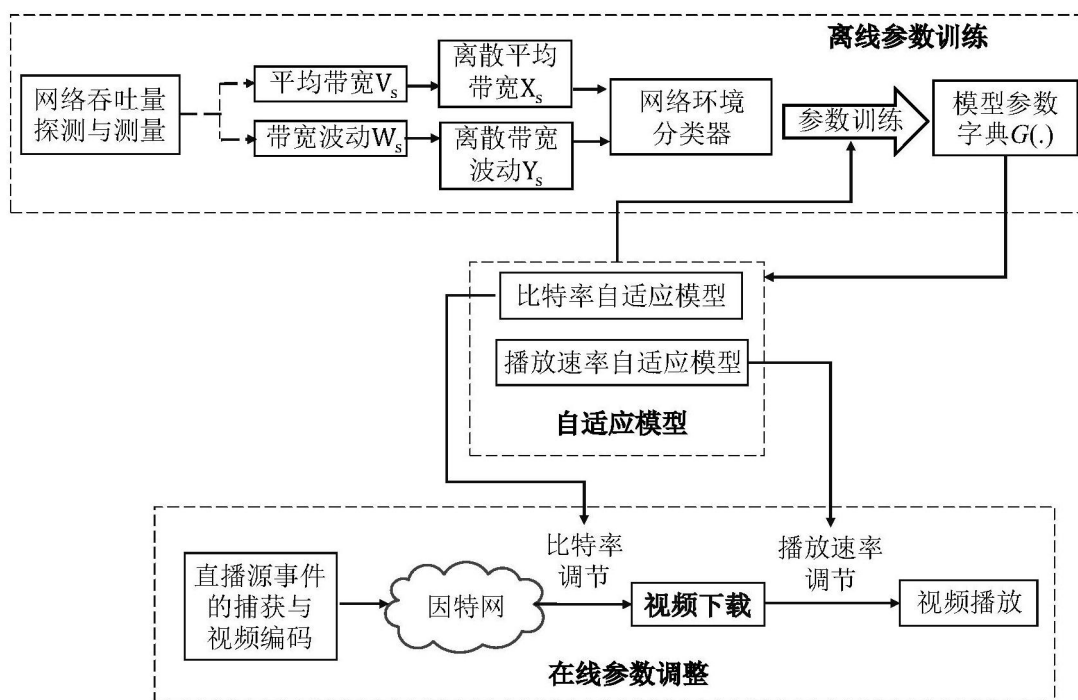 离线参数训练
网络吞吐量
探测与测量
平均带宽Vs
离散平均
带宽Xs
带宽波动Ws
离散带宽
波动Ys
网络环境
分类器
参数训练
模型参数
字典G(.)
比特率自适应模型
播放速率自适应模型
自适应模型
比特率
调节
播放速率
调节
直播源事件
的捕获与
视频编码
因特网
视频下载
视频播放
在线参数调整